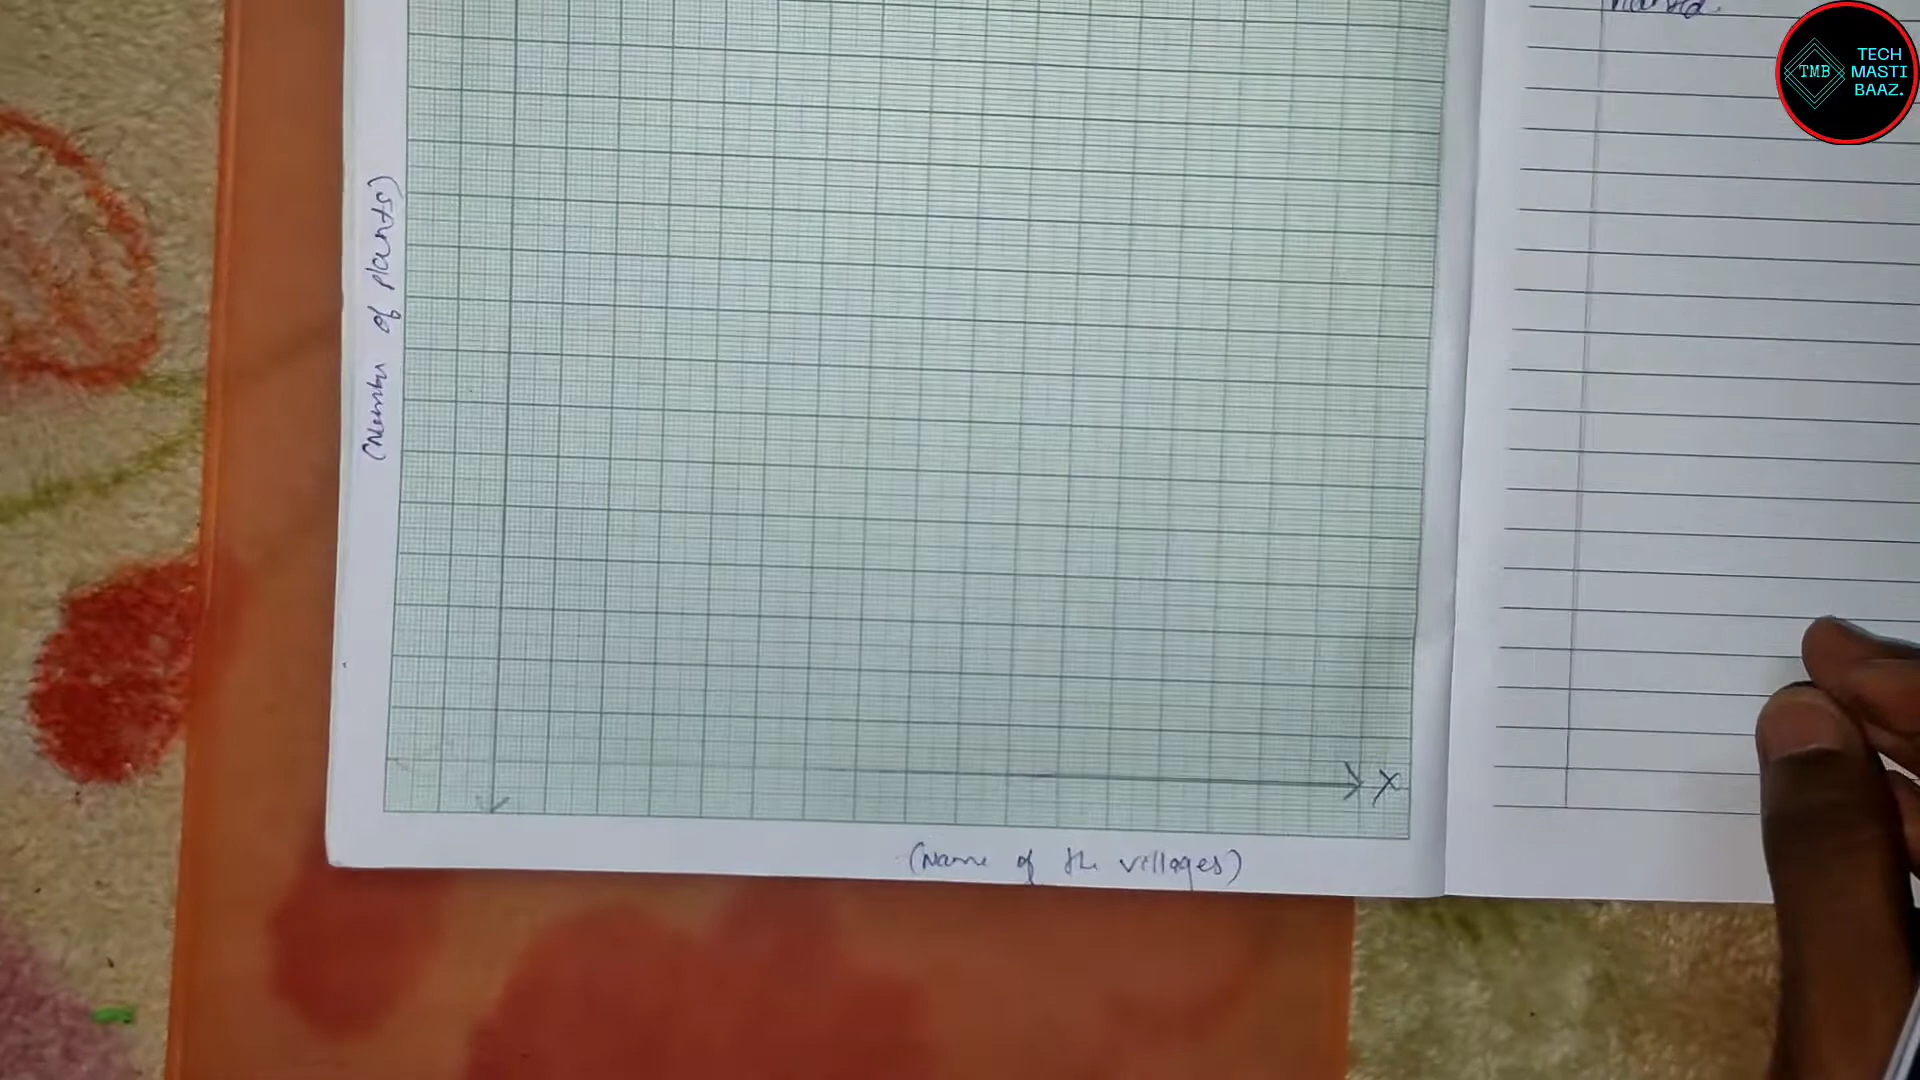 TMB
TECH
MASTI
BAAZ.
(Number of plants)
X
(Name of the villages)